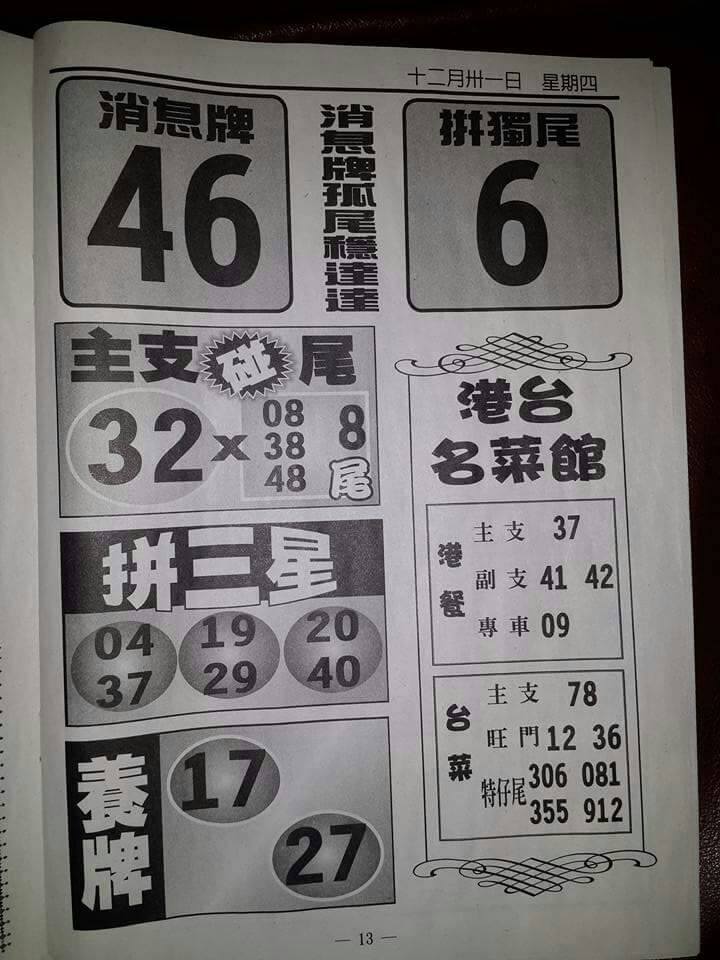 十二月卅一日 星期四
消息牌
46
消息牌孤尾穩達達
拼獨尾
6
主支碰尾
32 x 08 38 48 8尾
拼三星
04 19 20
37 29 40
養牌
17
27
港台
名菜館
港餐
主支 37
副支 41 42
專車 09
台菜
主支 78
旺門 12 36
特仔尾 306 081
355 912
— 13 —